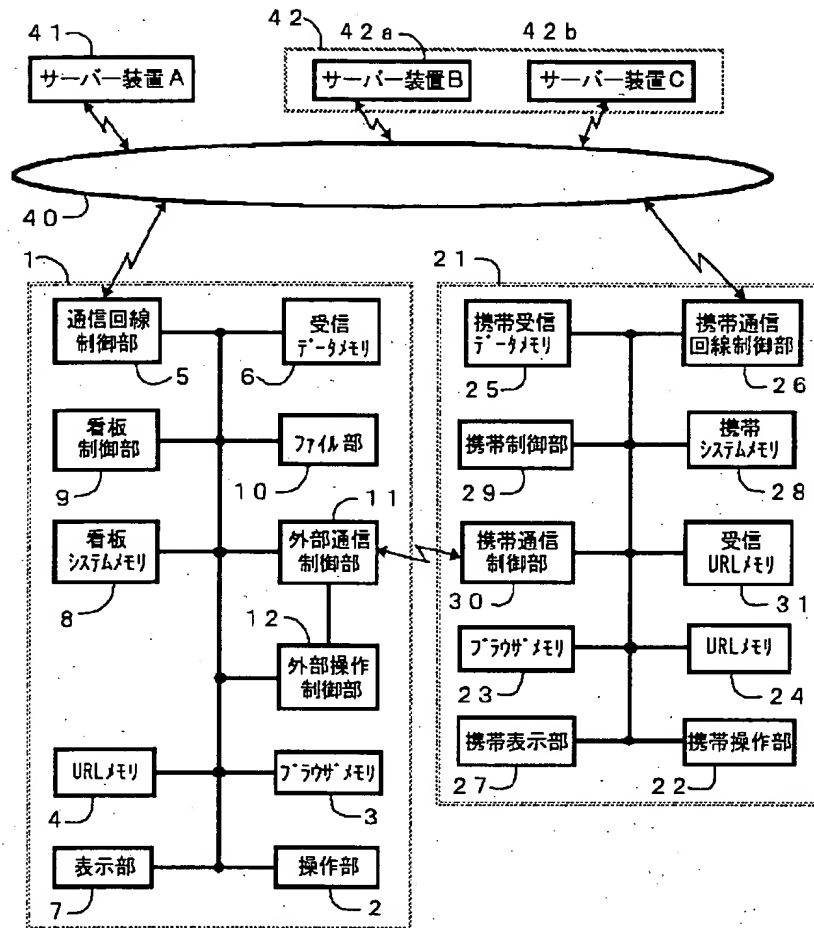 41
サーバー装置A
42
42a
42b
サーバー装置B
サーバー装置C
40
1
通信回線
制御部
5
受信
データメモリ
6
看板
制御部
9
ファイル部
10
看板
システムメモリ
8
11
外部通信
制御部
12
外部操作
制御部
URLメモリ
4
ブラウザメモリ
3
表示部
7
操作部
2
21
携帯受信
データメモリ
25
携帯通信
回線制御部
26
携帯制御部
29
携帯
システムメモリ
28
携帯通信
制御部
30
受信
URLメモリ
31
ブラウザメモリ
23
URLメモリ
24
携帯表示部
27
携帯操作部
22